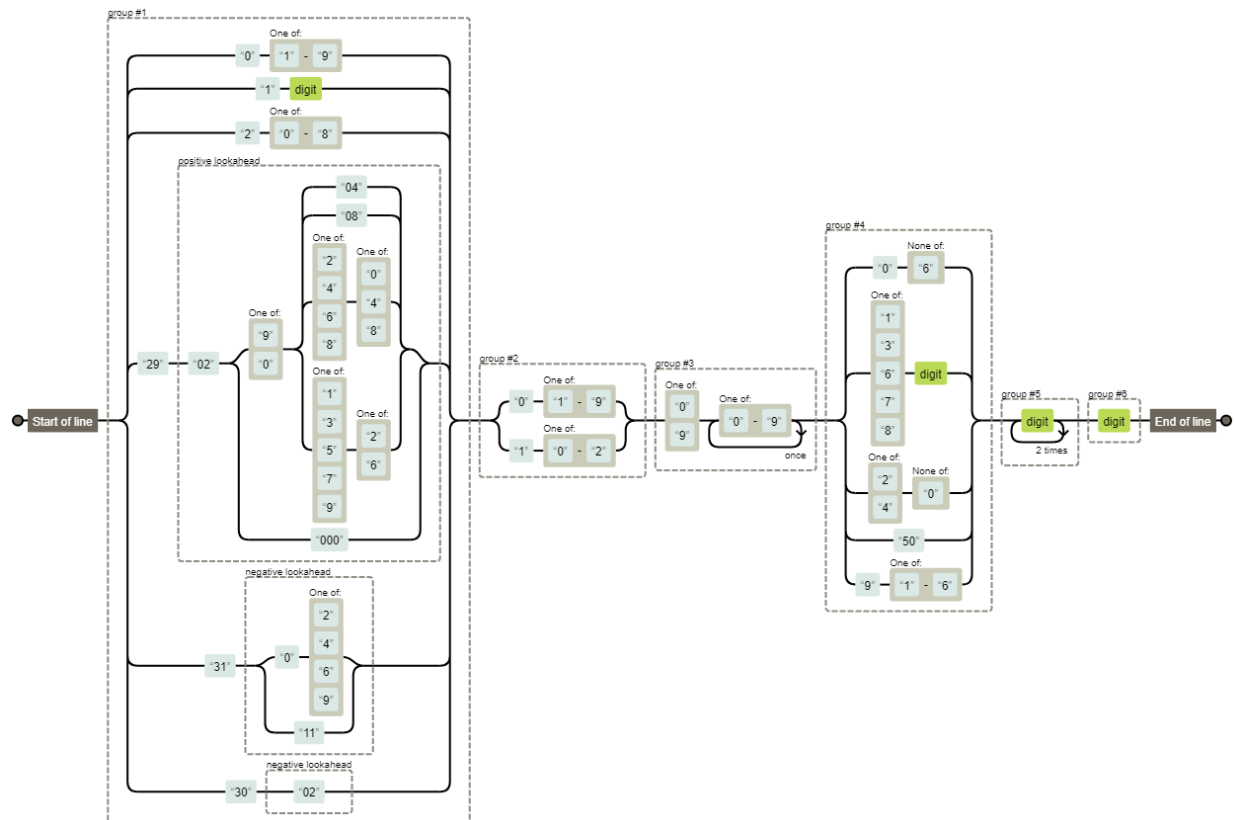 group #1
One of:
“0” “1” - “9”
“1” digit
One of:
“2” “0” - “8”
positive lookahead
“04”
“08”
One of:
“2”
“4”
“6”
“8”
One of:
“0”
“4”
“8”
One of:
“9”
“0”
“29” “02”
One of:
“1”
“3”
“5”
“7”
“9”
One of:
“2”
“6”
“000”
negative lookahead
One of:
“2”
“4”
“6”
“9”
“31” “0”
“11”
negative lookahead
“30” “02”
Start of line
group #2
One of:
“0” “1” - “9”
One of:
“1” “0” - “2”
group #3
One of:
“0”
“9”
One of:
“0” - “9”
once
group #4
None of:
“0” “6”
One of:
“1”
“3”
“6”
“7”
“8”
digit
One of:
“2”
“4”
None of:
“0”
“50”
One of:
“9” “1” - “6”
group #5
digit
2 times
group #6
digit
End of line